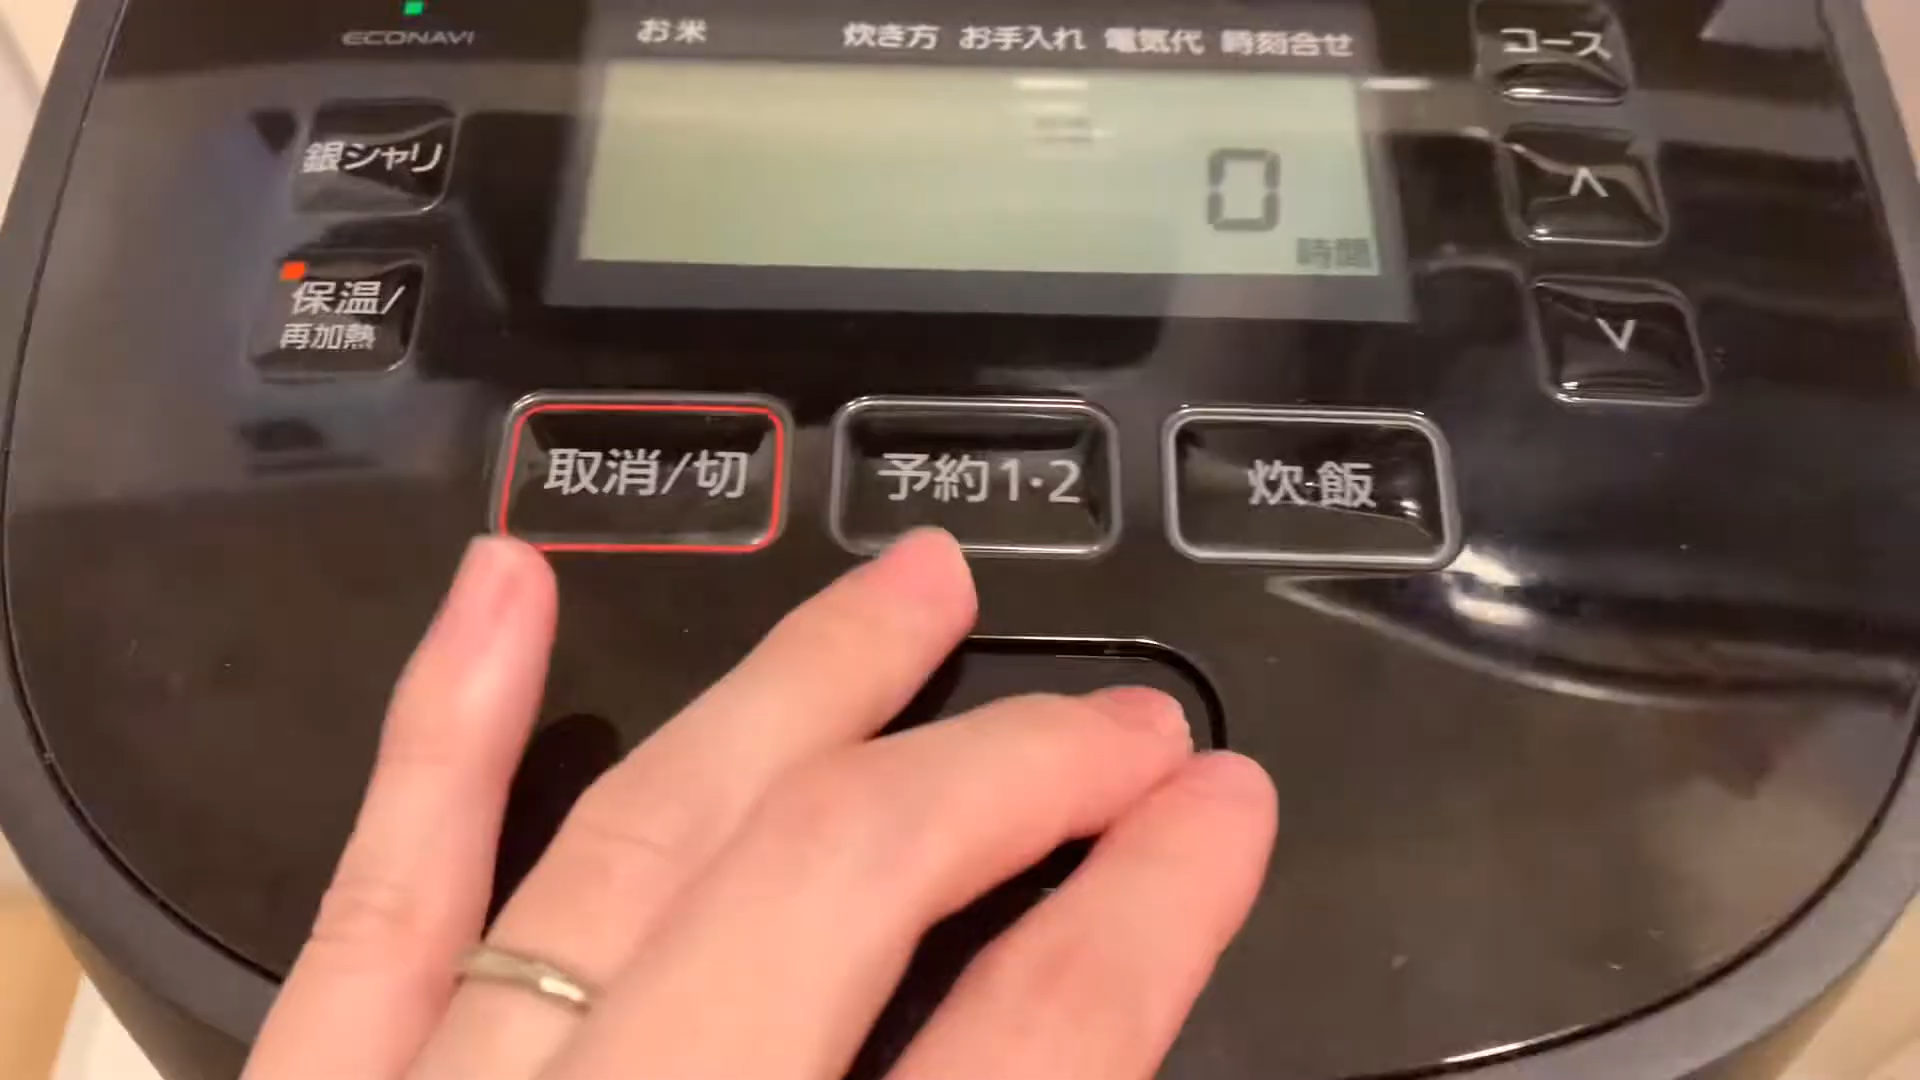 ECONAVI
お米 炊き方 お手入れ 電気代 時刻合せ
コース
銀シャリ
0
時間
∧
保温/
再加熱
∨
取消/切
予約1・2
炊飯